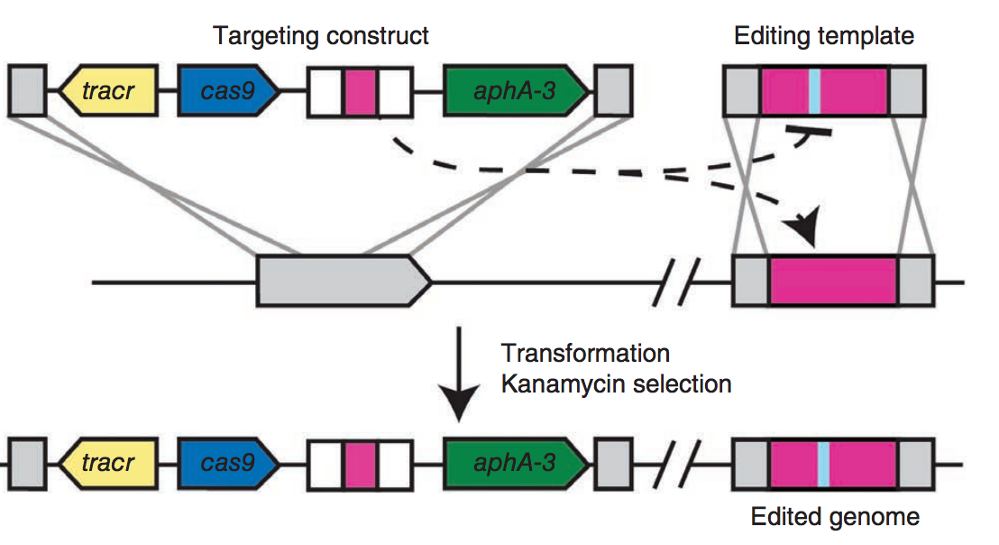 Targeting construct
Editing template
tracr
cas9
aphA-3
Transformation
Kanamycin selection
tracr
cas9
aphA-3
Edited genome